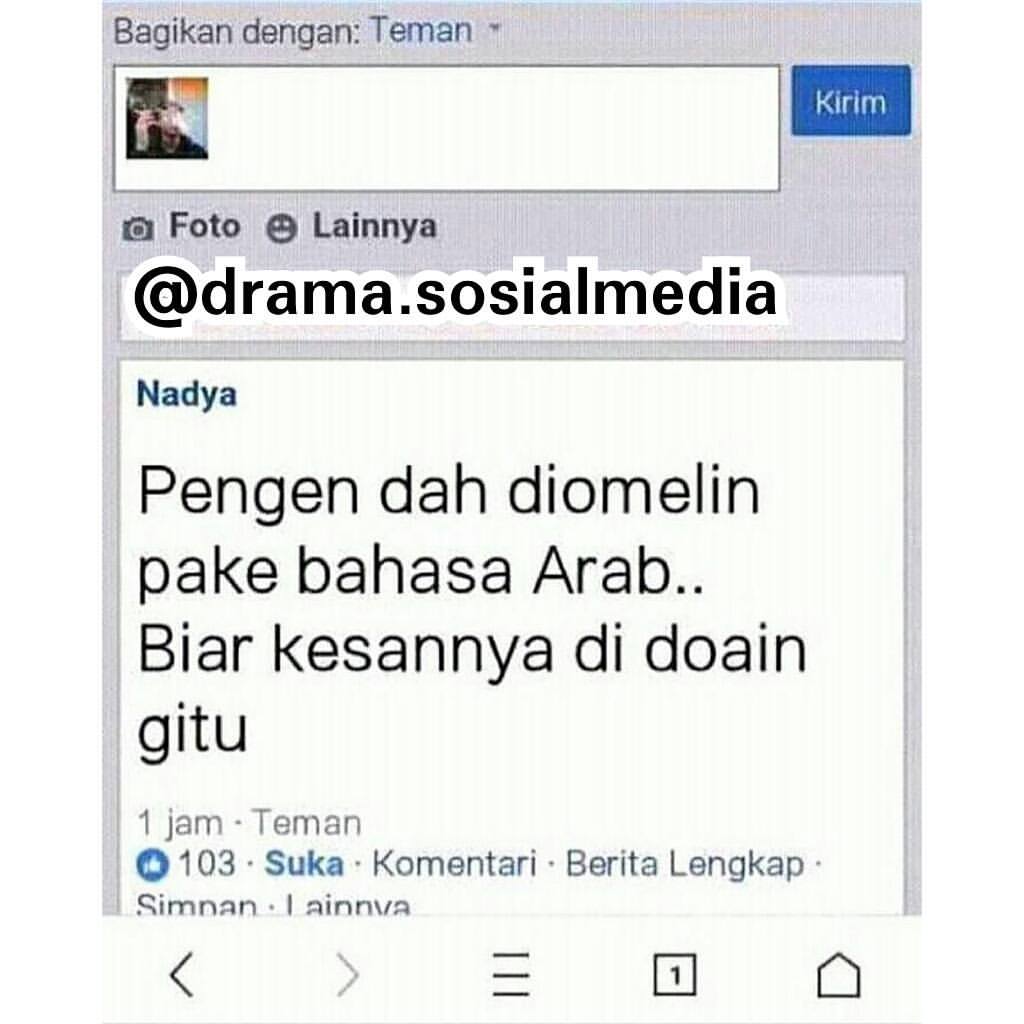 Bagikan dengan: Teman
Kirim
Foto Lainnya
@drama.sosialmedia
Nadya
Pengen dah diomelin
pake bahasa Arab..
Biar kesannya di doain
gitu
1 jam · Teman
103 · Suka · Komentari · Berita Lengkap ·
Simpan · Lainnya
1